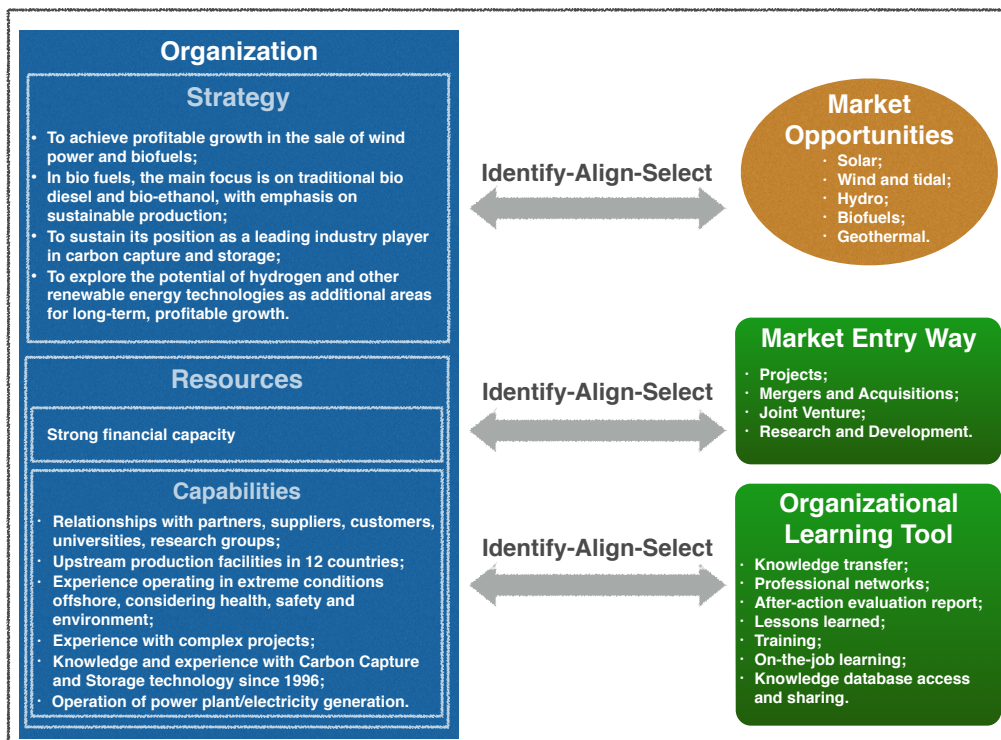 Organization
Strategy
• To achieve profitable growth in the sale of wind
power and biofuels;
• In bio fuels, the main focus is on traditional bio
diesel and bio-ethanol, with emphasis on
sustainable production;
• To sustain its position as a leading industry player
in carbon capture and storage;
• To explore the potential of hydrogen and other
renewable energy technologies as additional areas
for long-term, profitable growth.
Identify-Align-Select
Market
Opportunities
· Solar;
· Wind and tidal;
· Hydro;
· Biofuels;
· Geothermal.
Resources
Strong financial capacity
Identify-Align-Select
Market Entry Way
· Projects;
· Mergers and Acquisitions;
· Joint Venture;
· Research and Development.
Capabilities
· Relationships with partners, suppliers, customers,
universities, research groups;
· Upstream production facilities in 12 countries;
· Experience operating in extreme conditions
offshore, considering health, safety and
environment;
· Experience with complex projects;
· Knowledge and experience with Carbon Capture
and Storage technology since 1996;
· Operation of power plant/electricity generation.
Identify-Align-Select
Organizational
Learning Tool
· Knowledge transfer;
· Professional networks;
· After-action evaluation report;
· Lessons learned;
· Training;
· On-the-job learning;
· Knowledge database access
and sharing.